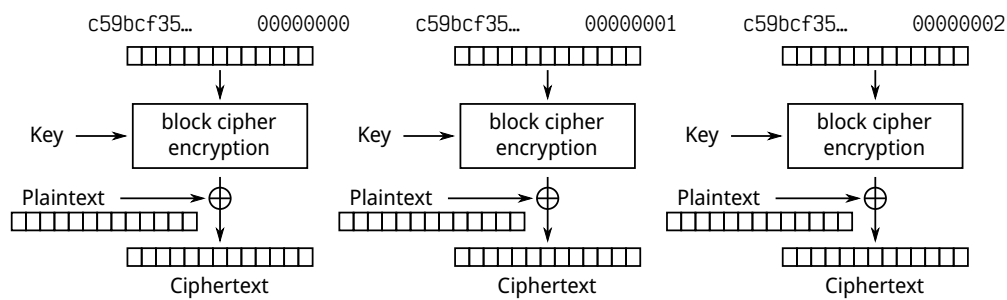 c59bcf35… 00000000 c59bcf35… 00000001 c59bcf35… 00000002
Key block cipher encryption Key block cipher encryption Key block cipher encryption
Plaintext Plaintext Plaintext
Ciphertext Ciphertext Ciphertext